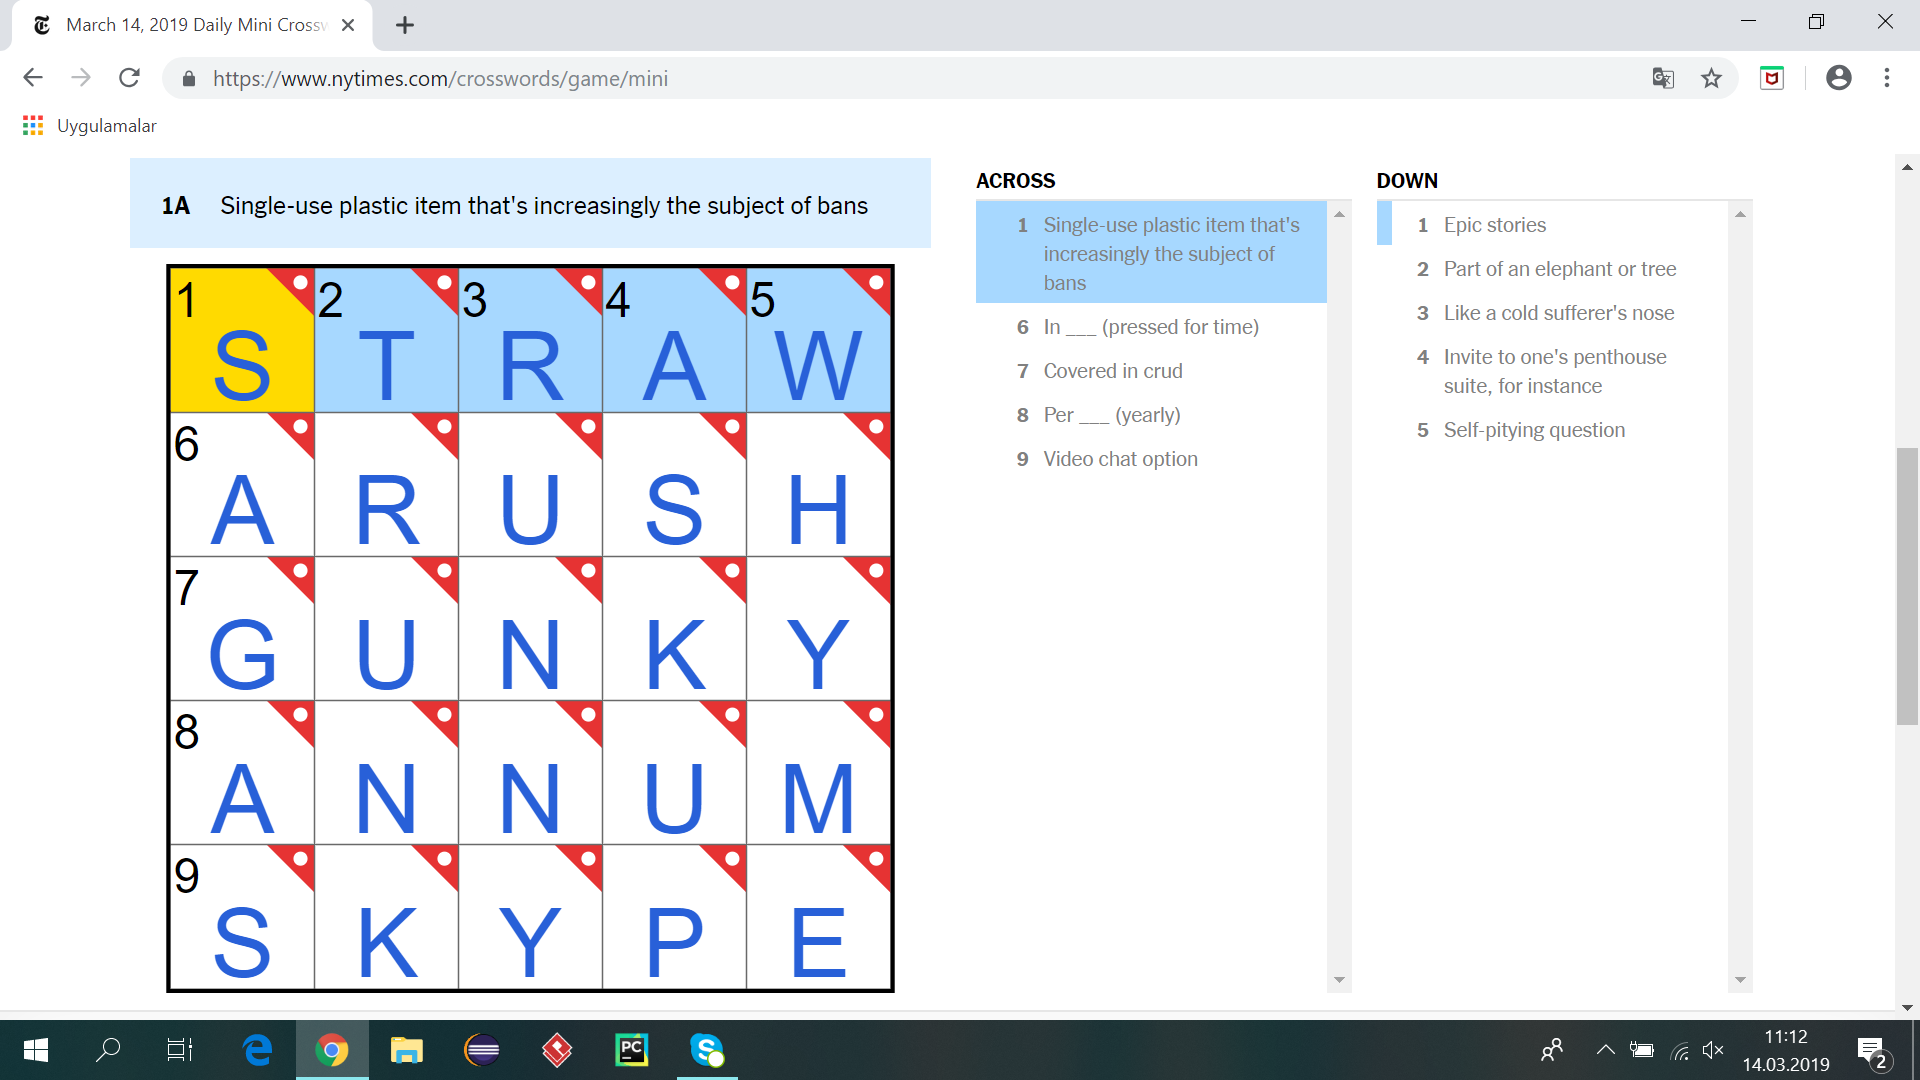 March 14, 2019 Daily Mini Cross
https://www.nytimes.com/crosswords/game/mini
Uygulamalar
1A Single-use plastic item that's increasingly the subject of bans
1 2 3 4 5
S T R A W
6
A R U S H
7
G U N K Y
8
A N N U M
9
S K Y P E
ACROSS
1 Single-use plastic item that's
increasingly the subject of
bans
6 In ___ (pressed for time)
7 Covered in crud
8 Per ___ (yearly)
9 Video chat option
DOWN
1 Epic stories
2 Part of an elephant or tree
3 Like a cold sufferer's nose
4 Invite to one's penthouse
suite, for instance
5 Self-pitying question
PC
S
11:12
14.03.2019
2